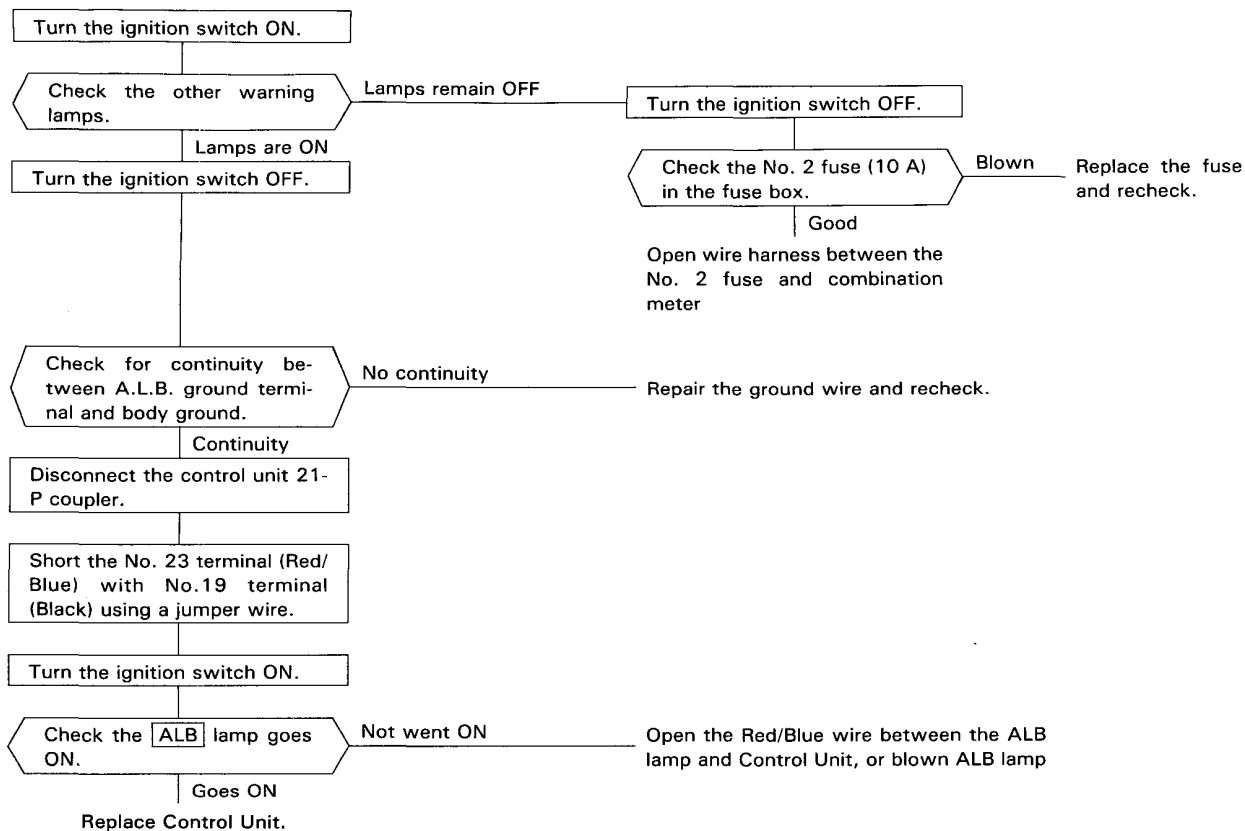 Turn the ignition switch ON.
Check the other warning
lamps.
Lamps remain OFF
Turn the ignition switch OFF.
Check the No. 2 fuse (10 A)
in the fuse box.
Blown
Replace the fuse
and recheck.
Good
Open wire harness between the
No. 2 fuse and combination
meter
Lamps are ON
Turn the ignition switch OFF.
Check for continuity be-
tween A.L.B. ground termi-
nal and body ground.
No continuity
Repair the ground wire and recheck.
Continuity
Disconnect the control unit 21-
P coupler.
Short the No. 23 terminal (Red/
Blue) with No.19 terminal
(Black) using a jumper wire.
Turn the ignition switch ON.
Check the ALB lamp goes
ON.
Not went ON
Open the Red/Blue wire between the ALB
lamp and Control Unit, or blown ALB lamp
Goes ON
Replace Control Unit.